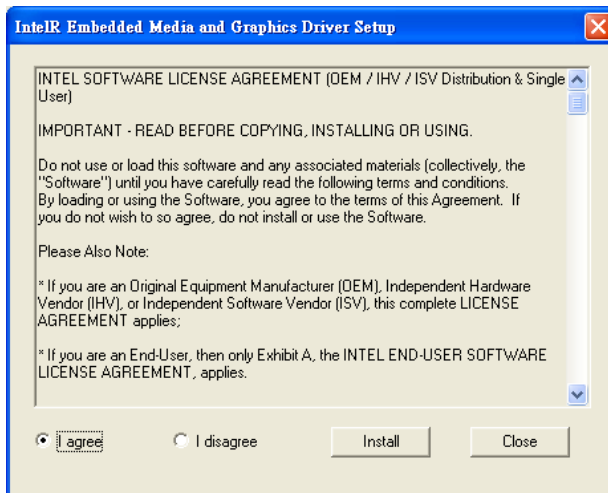 IntelR Embedded Media and Graphics Driver Setup
INTEL SOFTWARE LICENSE AGREEMENT (OEM / IHV / ISV Distribution & Single
User)
IMPORTANT - READ BEFORE COPYING, INSTALLING OR USING.
Do not use or load this software and any associated materials (collectively, the
"Software") until you have carefully read the following terms and conditions.
By loading or using the Software, you agree to the terms of this Agreement. If
you do not wish to so agree, do not install or use the Software.
Please Also Note:
* If you are an Original Equipment Manufacturer (OEM), Independent Hardware
Vendor (IHV), or Independent Software Vendor (ISV), this complete LICENSE
AGREEMENT applies;
* If you are an End-User, then only Exhibit A, the INTEL END-USER SOFTWARE
LICENSE AGREEMENT, applies.
I agree
I disagree
Install
Close